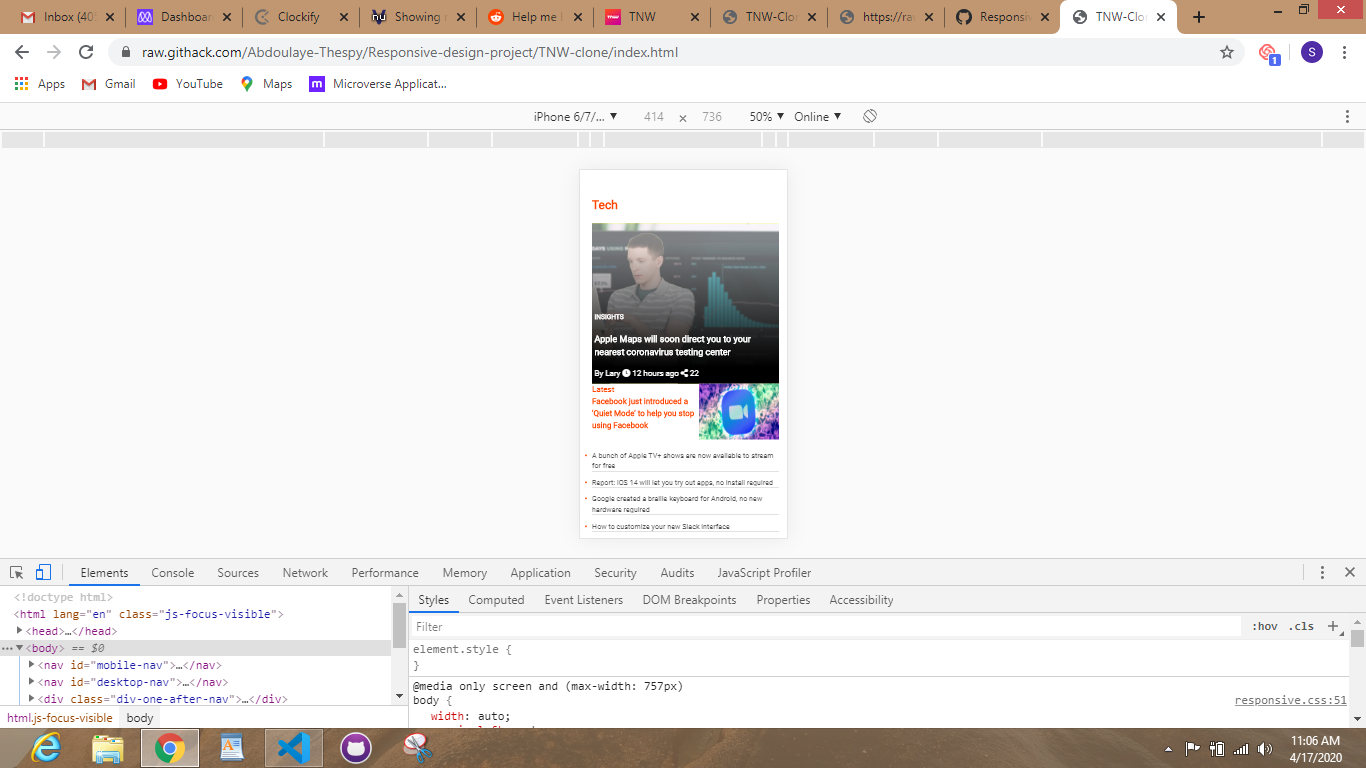 Inbox (40
Dashboar
Clockify
Showing
Help me
TNW
TNW-Clo
https://ra
Responsiv
TNW-Clo
raw.githack.com/Abdoulaye-Thespy/Responsive-design-project/TNW-clone/index.html
S
1
Apps
Gmail
YouTube
Maps
Microverse Applicat...
iPhone 6/7/... ▼ 414 × 736 50% ▼ Online ▼
Tech
INSIGHTS
Apple Maps will soon direct you to your
nearest coronavirus testing center
By Lary 12 hours ago 22
Latest
Facebook just introduced a
'Quiet Mode' to help you stop
using Facebook
A bunch of Apple TV+ shows are now available to stream
for free
Report: iOS 14 will let you try out apps, no install required
Google created a braille keyboard for Android, no new
hardware required
How to customize your new Slack interface
Elements Console Sources Network Performance Memory Application Security Audits JavaScript Profiler
<!doctype html>
<html lang="en" class="js-focus-visible">
<head>…</head>
<body> == $0
<nav id="mobile-nav">…</nav>
<nav id="desktop-nav">…</nav>
<div class="div-one-after-nav">…</div>
html.js-focus-visible body
Styles Computed Event Listeners DOM Breakpoints Properties Accessibility
Filter :hov .cls +
element.style {
}
@media only screen and (max-width: 757px)
body { responsive.css:51
width: auto;
11:06 AM
4/17/2020